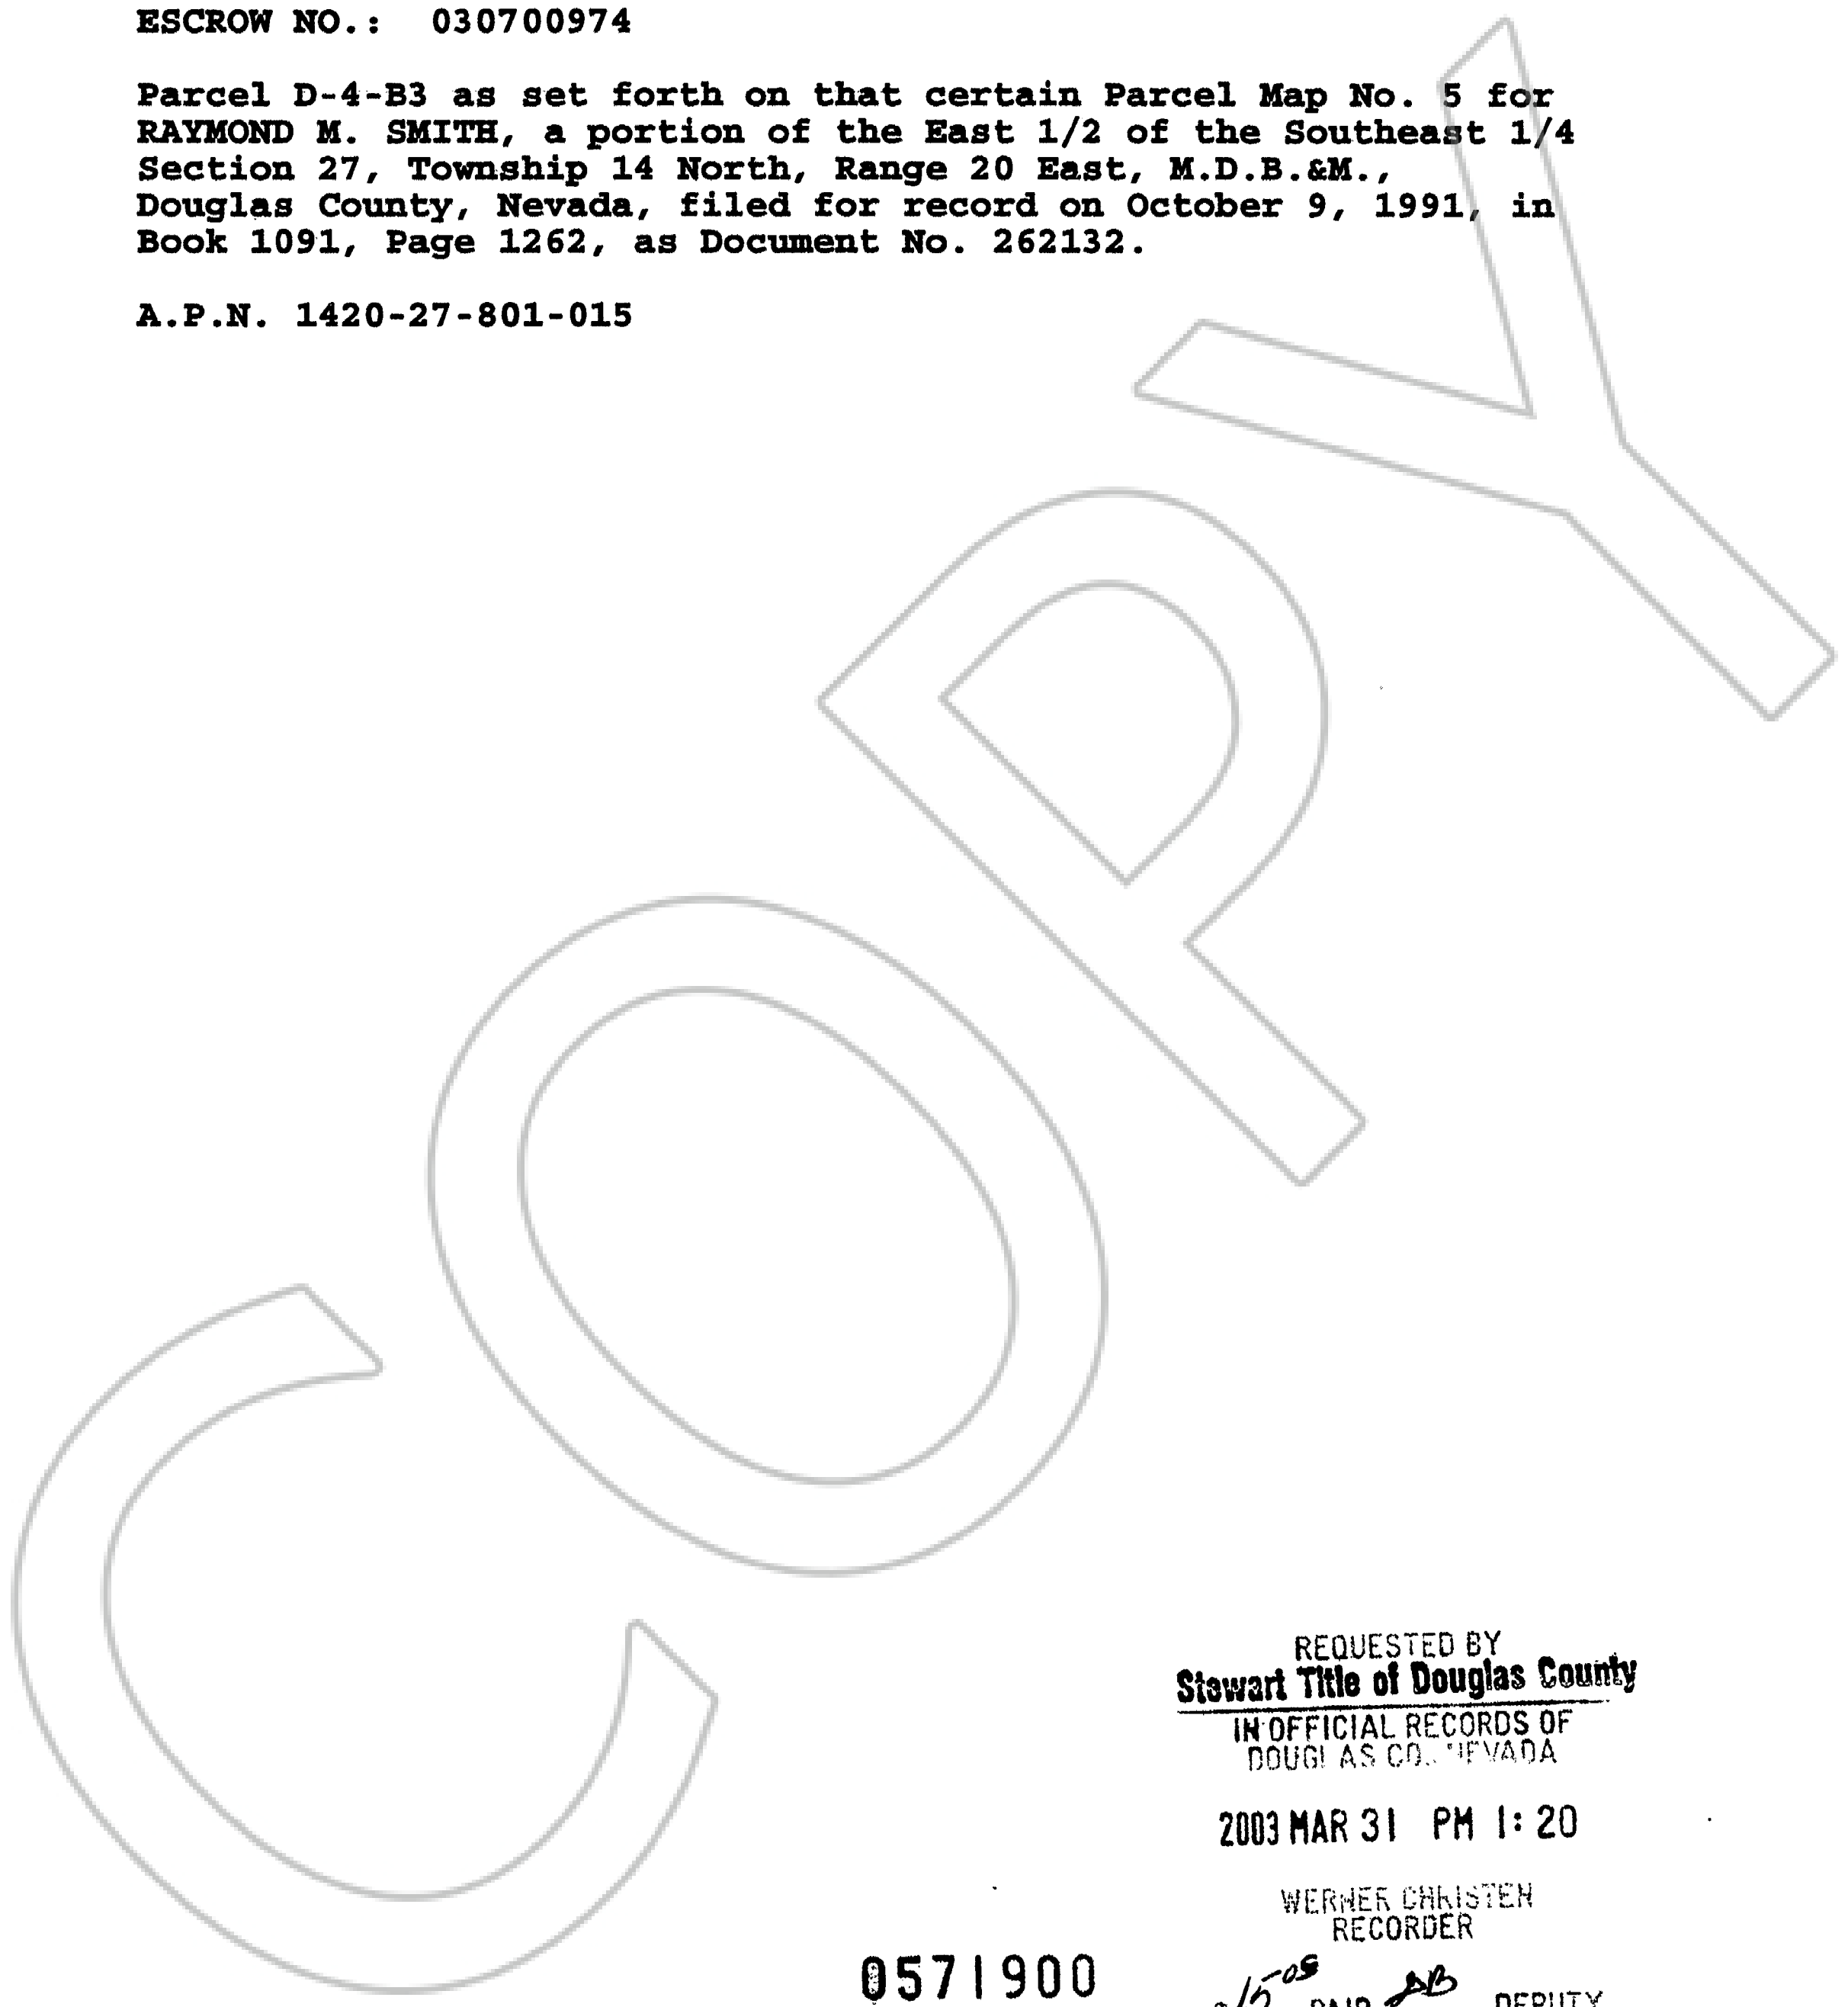 ESCROW NO.: 030700974
Parcel D-4-B3 as set forth on that certain Parcel Map No. 5 for
RAYMOND M. SMITH, a portion of the East 1/2 of the Southeast 1/4
Section 27, Township 14 North, Range 20 East, M.D.B.&M.,
Douglas County, Nevada, filed for record on October 9, 1991, in
Book 1091, Page 1262, as Document No. 262132.
A.P.N. 1420-27-801-015
COPY
REQUESTED BY
Stewart Title of Douglas County
IN OFFICIAL RECORDS OF
DOUGLAS CO., NEVADA
2003 MAR 31 PM 1:20
WERNER CHRISTEN
RECORDER
0571900
PAID DEPUTY